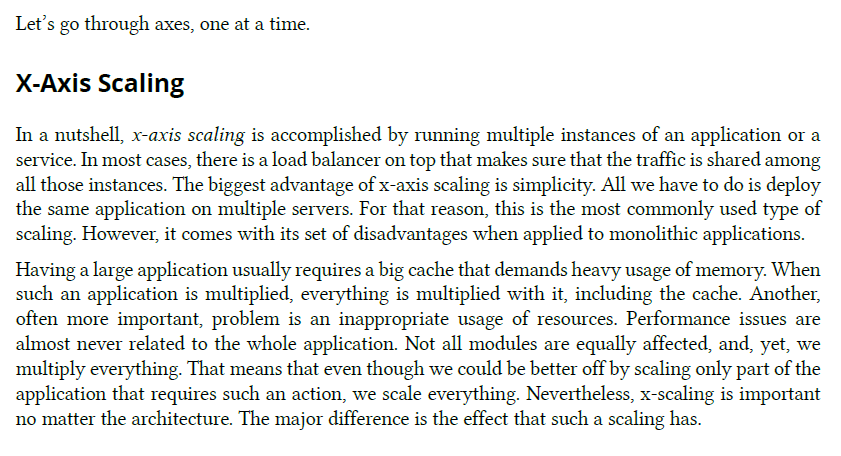 Let’s go through axes, one at a time.
X-Axis Scaling
In a nutshell, x-axis scaling is accomplished by running multiple instances of an application or a
service. In most cases, there is a load balancer on top that makes sure that the traffic is shared among
all those instances. The biggest advantage of x-axis scaling is simplicity. All we have to do is deploy
the same application on multiple servers. For that reason, this is the most commonly used type of
scaling. However, it comes with its set of disadvantages when applied to monolithic applications.
Having a large application usually requires a big cache that demands heavy usage of memory. When
such an application is multiplied, everything is multiplied with it, including the cache. Another,
often more important, problem is an inappropriate usage of resources. Performance issues are
almost never related to the whole application. Not all modules are equally affected, and, yet, we
multiply everything. That means that even though we could be better off by scaling only part of the
application that requires such an action, we scale everything. Nevertheless, x-scaling is important
no matter the architecture. The major difference is the effect that such a scaling has.